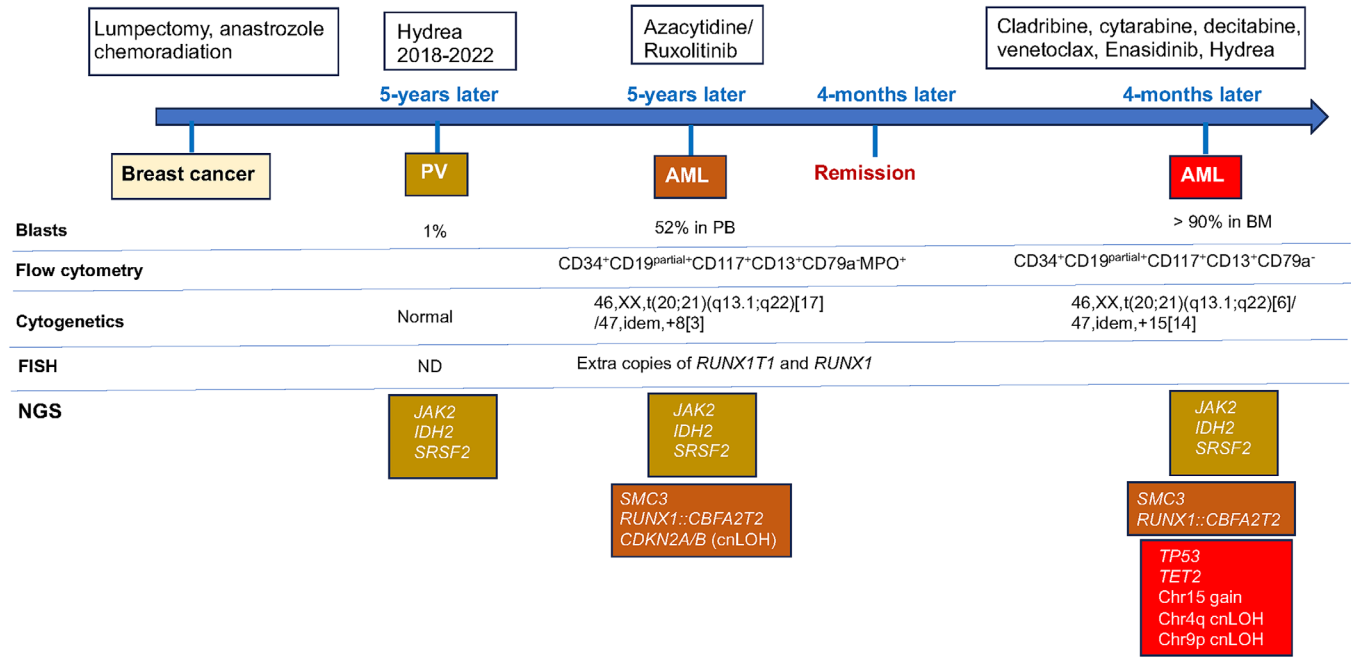 Lumpectomy, anastrozole
chemoradiation
Hydrea
2018-2022
Azacytidine/
Ruxolitinib
Cladribine, cytarabine, decitabine,
venetoclax, Enasidinib, Hydrea
5-years later
5-years later
4-months later
4-months later
Breast cancer
PV
AML
Remission
AML
Blasts
1%
52% in PB
> 90% in BM
Flow cytometry
CD34⁺CD19ᵖᵃʳᵗⁱᵃˡ⁺CD117⁺CD13⁺CD79a⁻MPO⁺
CD34⁺CD19ᵖᵃʳᵗⁱᵃˡ⁺CD117⁺CD13⁺CD79a⁻
Cytogenetics
Normal
46,XX,t(20;21)(q13.1;q22)[17]
/47,idem,+8[3]
46,XX,t(20;21)(q13.1;q22)[6]/
47,idem,+15[14]
FISH
ND
Extra copies of RUNX1T1 and RUNX1
NGS
JAK2
IDH2
SRSF2
JAK2
IDH2
SRSF2
SMC3
RUNX1::CBFA2T2
CDKN2A/B (cnLOH)
JAK2
IDH2
SRSF2
SMC3
RUNX1::CBFA2T2
TP53
TET2
Chr15 gain
Chr4q cnLOH
Chr9p cnLOH